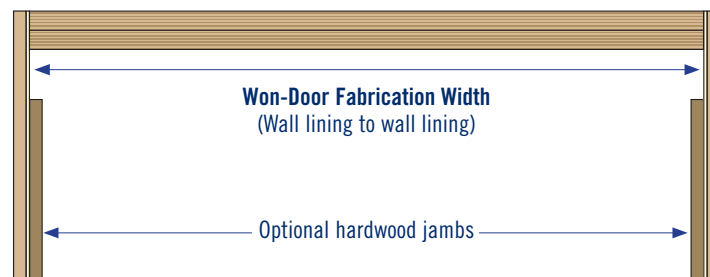 Won-Door Fabrication Width
(Wall lining to wall lining)
Optional hardwood jambs